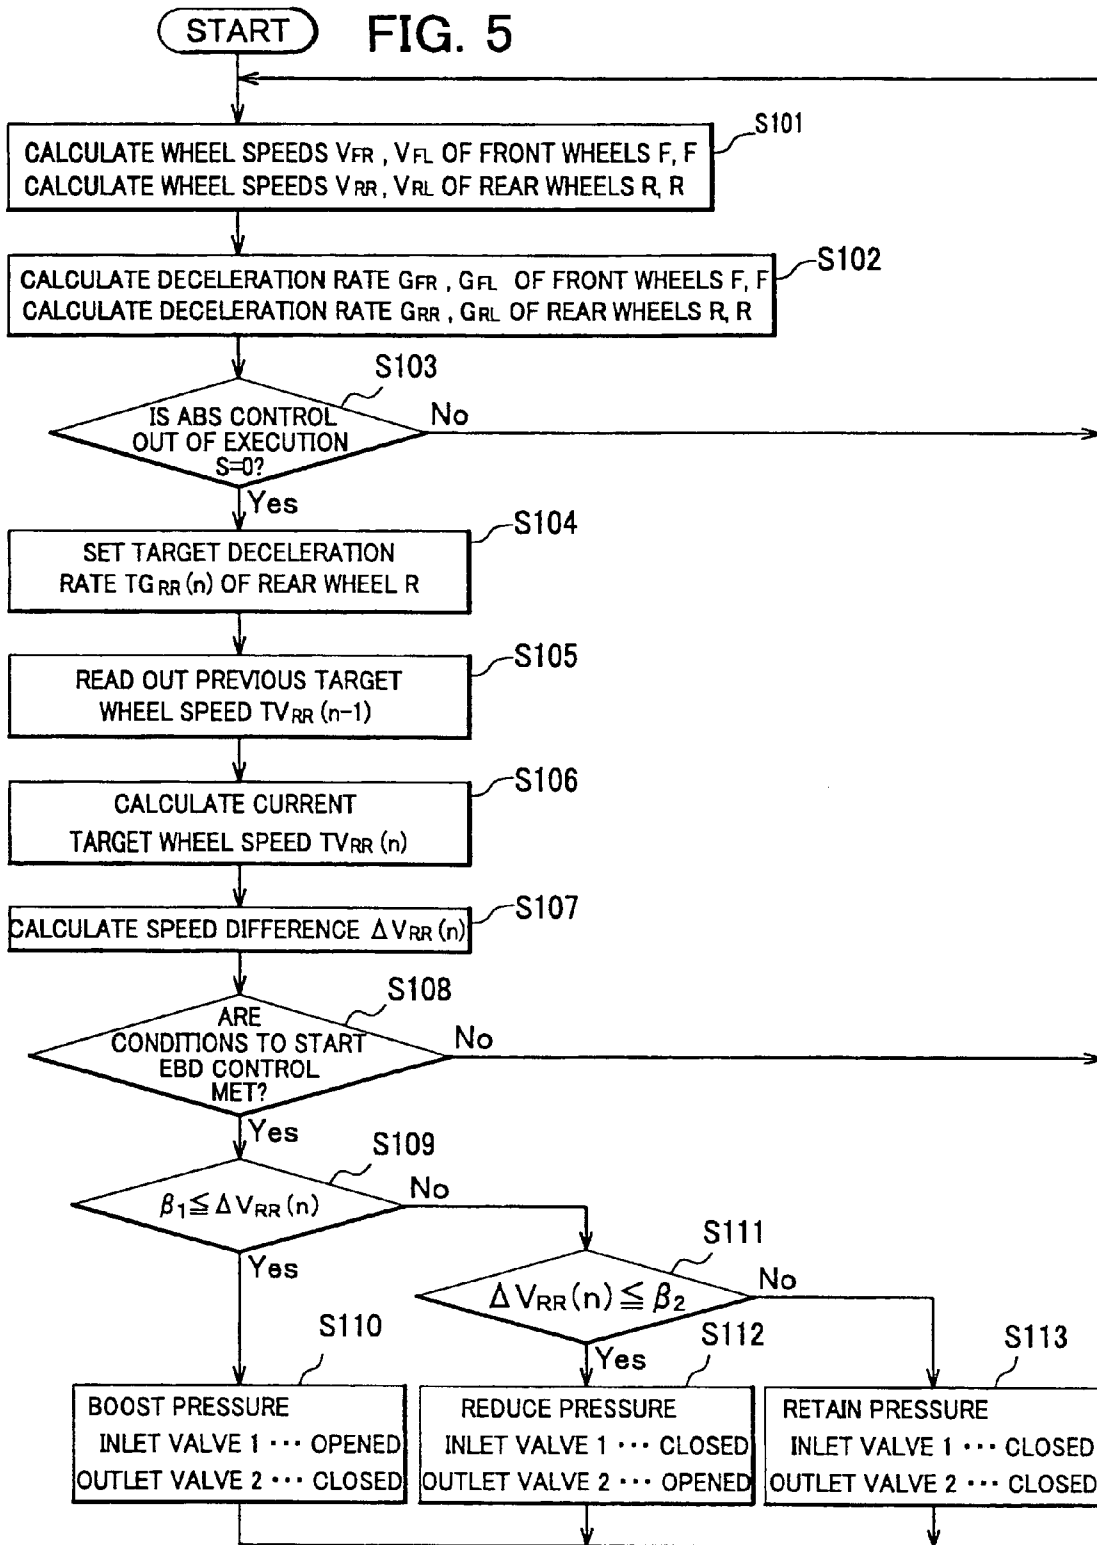 START
FIG. 5
S101
CALCULATE WHEEL SPEEDS VFR , VFL OF FRONT WHEELS F, F
CALCULATE WHEEL SPEEDS VRR , VRL OF REAR WHEELS R, R
S102
CALCULATE DECELERATION RATE GFR , GFL OF FRONT WHEELS F, F
CALCULATE DECELERATION RATE GRR , GRL OF REAR WHEELS R, R
S103
IS ABS CONTROL
OUT OF EXECUTION
S=0?
No
Yes
S104
SET TARGET DECELERATION
RATE TGRR(n) OF REAR WHEEL R
S105
READ OUT PREVIOUS TARGET
WHEEL SPEED TVRR(n-1)
S106
CALCULATE CURRENT
TARGET WHEEL SPEED TVRR(n)
S107
CALCULATE SPEED DIFFERENCE ΔVRR(n)
S108
ARE
CONDITIONS TO START
EBD CONTROL
MET?
No
Yes
S109
β1≦ΔVRR(n)
No
Yes
S111
ΔVRR(n)≦β2
No
Yes
S110
BOOST PRESSURE
INLET VALVE 1 ··· OPENED
OUTLET VALVE 2 ··· CLOSED
S112
REDUCE PRESSURE
INLET VALVE 1 ··· CLOSED
OUTLET VALVE 2 ··· OPENED
S113
RETAIN PRESSURE
INLET VALVE 1 ··· CLOSED
OUTLET VALVE 2 ··· CLOSED